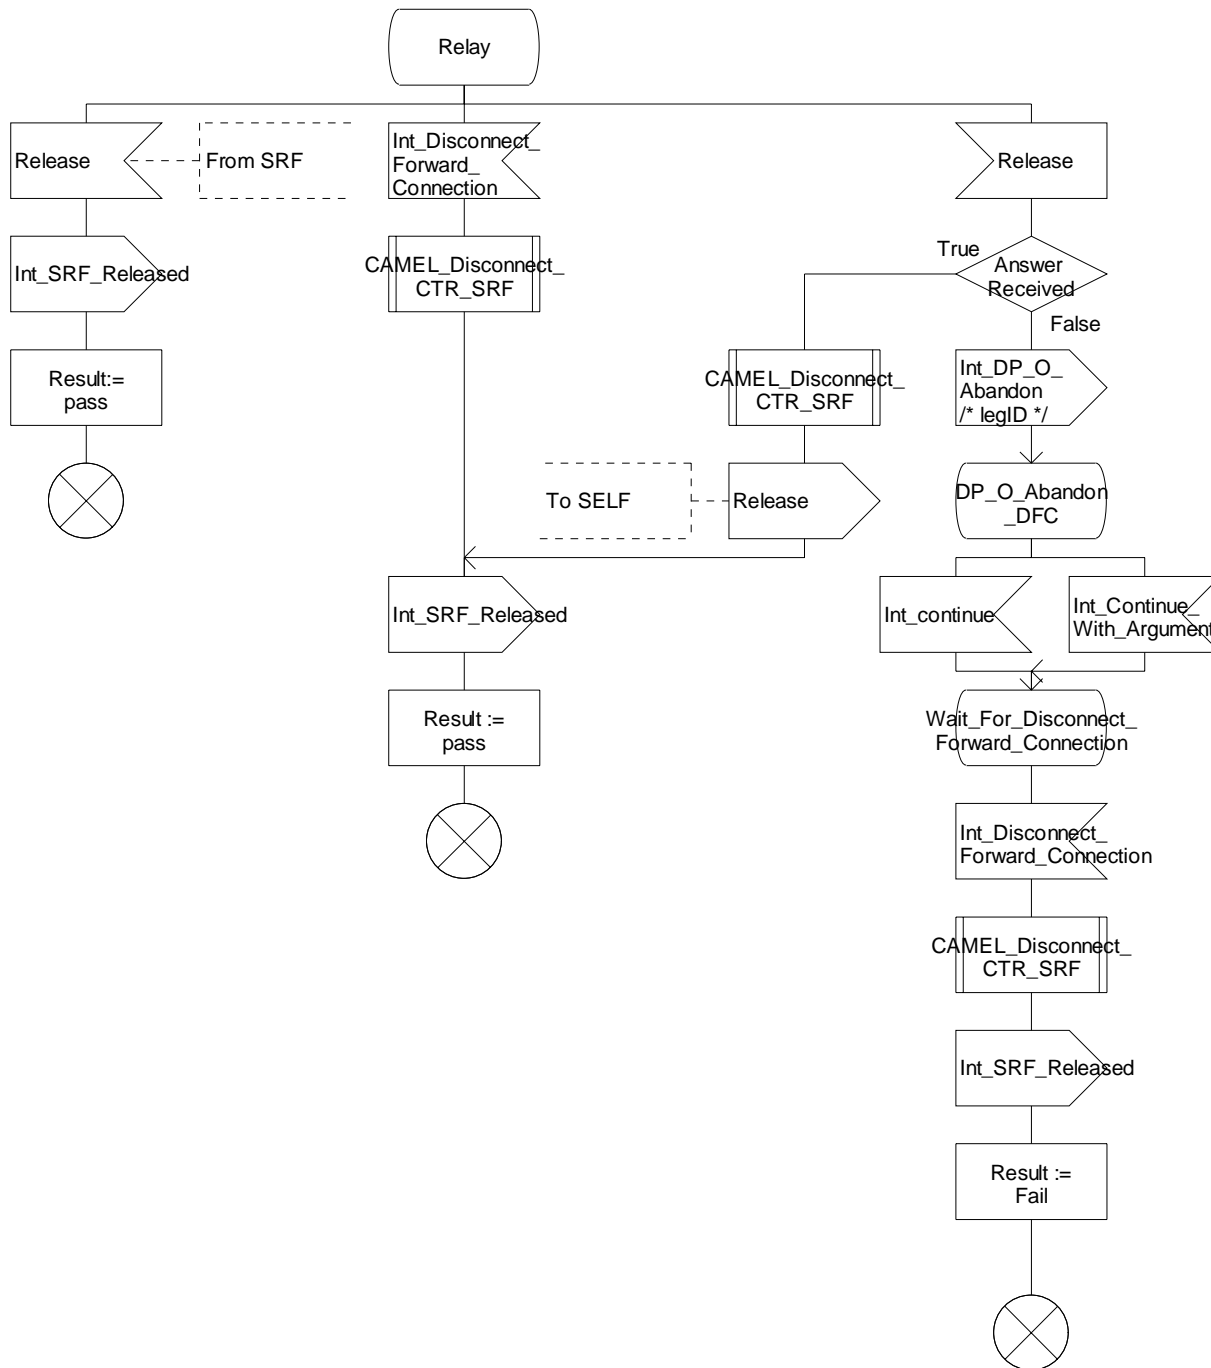 Relay
Release
From SRF
Int_Disconnect_
Forward_
Connection
Release
Int_SRF_Released
CAMEL_Disconnect_
CTR_SRF
True
Answer
Received
False
Result:=
pass
CAMEL_Disconnect_
CTR_SRF
Int_DP_O_
Abandon
/* legID */
To SELF
Release
DP_O_Abandon
_DFC
Int_SRF_Released
Int_continue
Int_Continue_
With_Argument
Result :=
pass
Wait_For_Disconnect_
Forward_Connection
Int_Disconnect_
Forward_Connection
CAMEL_Disconnect_
CTR_SRF
Int_SRF_Released
Result :=
Fail